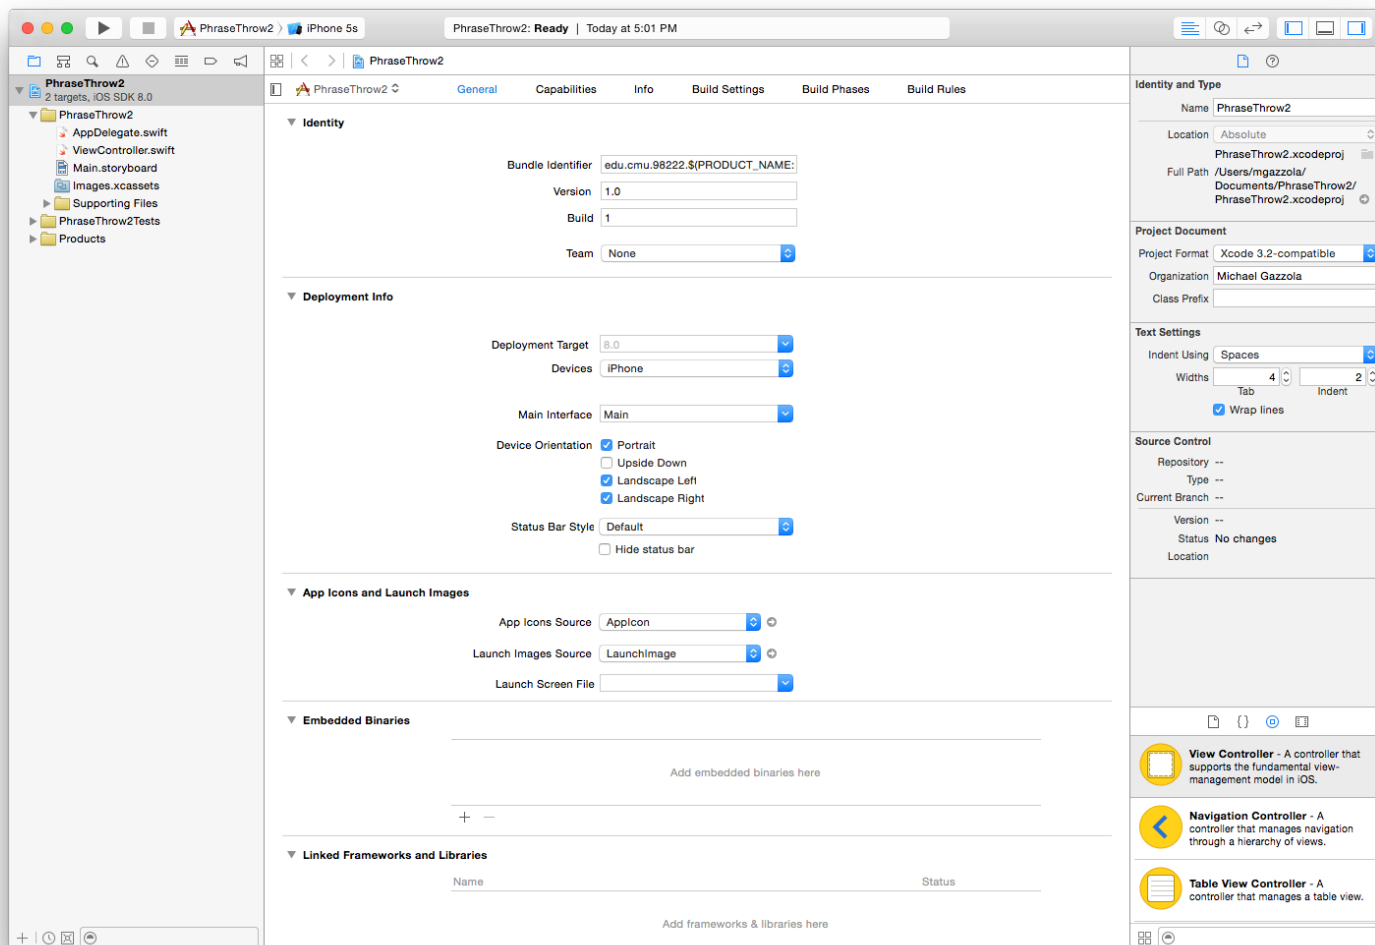 PhraseThrow2 iPhone 5s
PhraseThrow2: Ready | Today at 5:01 PM
PhraseThrow2
2 targets, iOS SDK 8.0
PhraseThrow2
AppDelegate.swift
ViewController.swift
Main.storyboard
Images.xcassets
Supporting Files
PhraseThrow2Tests
Products
PhraseThrow2
PhraseThrow2 General Capabilities Info Build Settings Build Phases Build Rules
Identity
Bundle Identifier edu.cmu.98222.$(PRODUCT_NAME:
Version 1.0
Build 1
Team None
Deployment Info
Deployment Target 8.0
Devices iPhone
Main Interface Main
Device Orientation Portrait
Upside Down
Landscape Left
Landscape Right
Status Bar Style Default
Hide status bar
App Icons and Launch Images
App Icons Source AppIcon
Launch Images Source LaunchImage
Launch Screen File
Embedded Binaries
Add embedded binaries here
Linked Frameworks and Libraries
Name Status
Add frameworks & libraries here
Identity and Type
Name PhraseThrow2
Location Absolute
PhraseThrow2.xcodeproj
Full Path /Users/mgazzola/
Documents/PhraseThrow2/
PhraseThrow2.xcodeproj
Project Document
Project Format Xcode 3.2-compatible
Organization Michael Gazzola
Class Prefix
Text Settings
Indent Using Spaces
Widths 4 2
Tab Indent
Wrap lines
Source Control
Repository --
Type --
Current Branch --
Version --
Status No changes
Location
View Controller - A controller that
supports the fundamental view-
management model in iOS.
Navigation Controller - A
controller that manages navigation
through a hierarchy of views.
Table View Controller - A
controller that manages a table view.